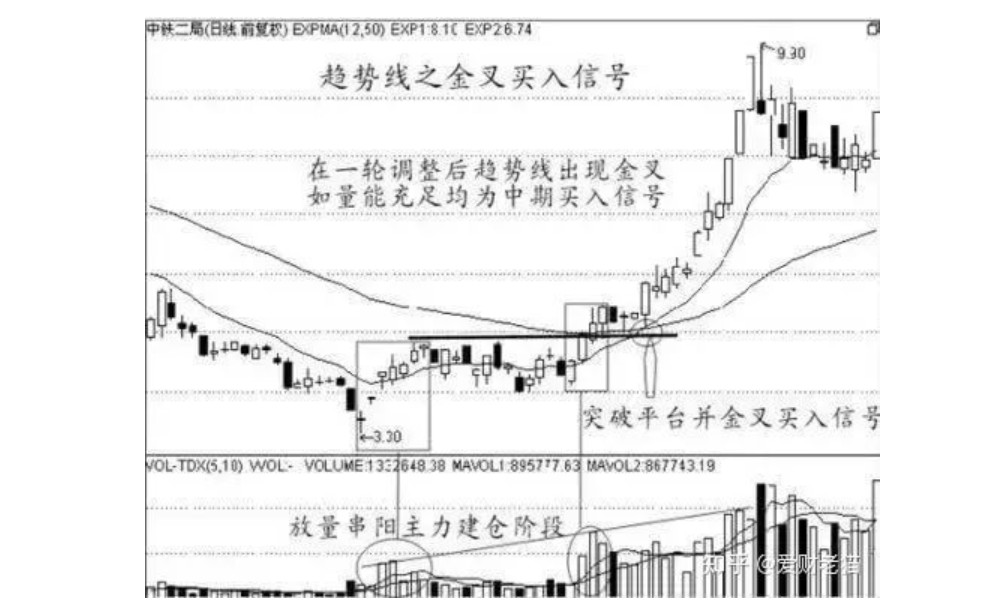 中铁二局(日线.前复权) EXPMA(12,50) EXP1:8.10 EXP2:6.74
9.30
趋势线之金叉买入信号
在一轮调整后趋势线出现金叉
如量能充足均为中期买入信号
突破平台并金叉买入信号
←3.30
VOL-TDX(5,10) VVOL:- VOLUME:1332648.38 MAVOL1:895777.63 MAVOL2:867743.19
放量串阳主力建仓阶段
知乎 @爱财老猫